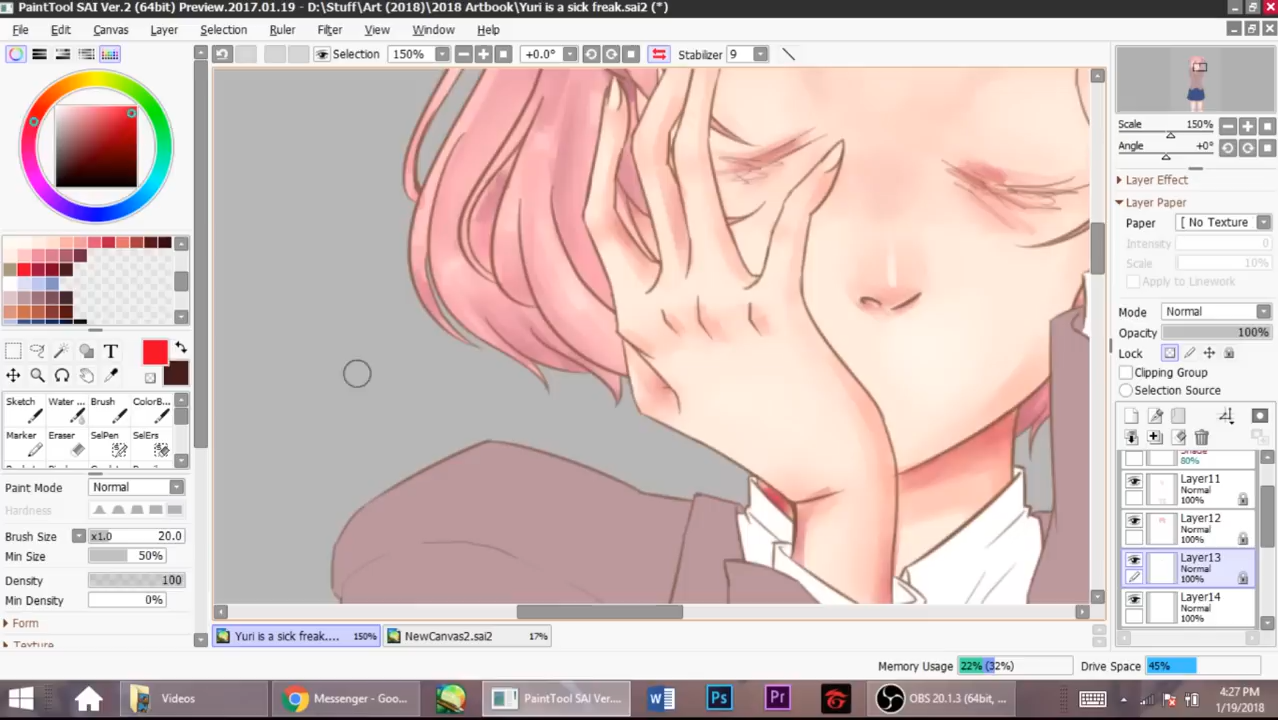 PaintTool SAI Ver.2 (64bit) Preview.2017.01.19 - D:\Stuff\Art (2018)\2018 Artbook\Yuri is a sick freak.sai2 (*)
File Edit Canvas Layer Selection Ruler Filter View Window Help
Selection 150% +0.0° Stabilizer 9
Scale 150%
Angle +0°
Layer Effect
Layer Paper
Paper [ No Texture
Intensity 0
Scale 10%
Apply to Linework
Mode Normal
Opacity 100%
Lock
Clipping Group
Selection Source
T
Sketch Water ... Brush ColorB...
Marker Eraser SelPen SelErs
Paint Mode Normal
Hardness
Brush Size x1.0 20.0
Min Size 50%
Density 100
Min Density 0%
Form
Texture
Shade
80%
Layer11
Normal
100%
Layer12
Normal
100%
Layer13
Normal
100%
Layer14
Normal
100%
Yuri is a sick freak.... 150% NewCanvas2.sai2 17%
Memory Usage 22% (32%) Drive Space 45%
Videos Messenger - Goo... PaintTool SAI Ver.... W Ps Pr OBS 20.1.3 (64bit, ...
4:27 PM
1/19/2018